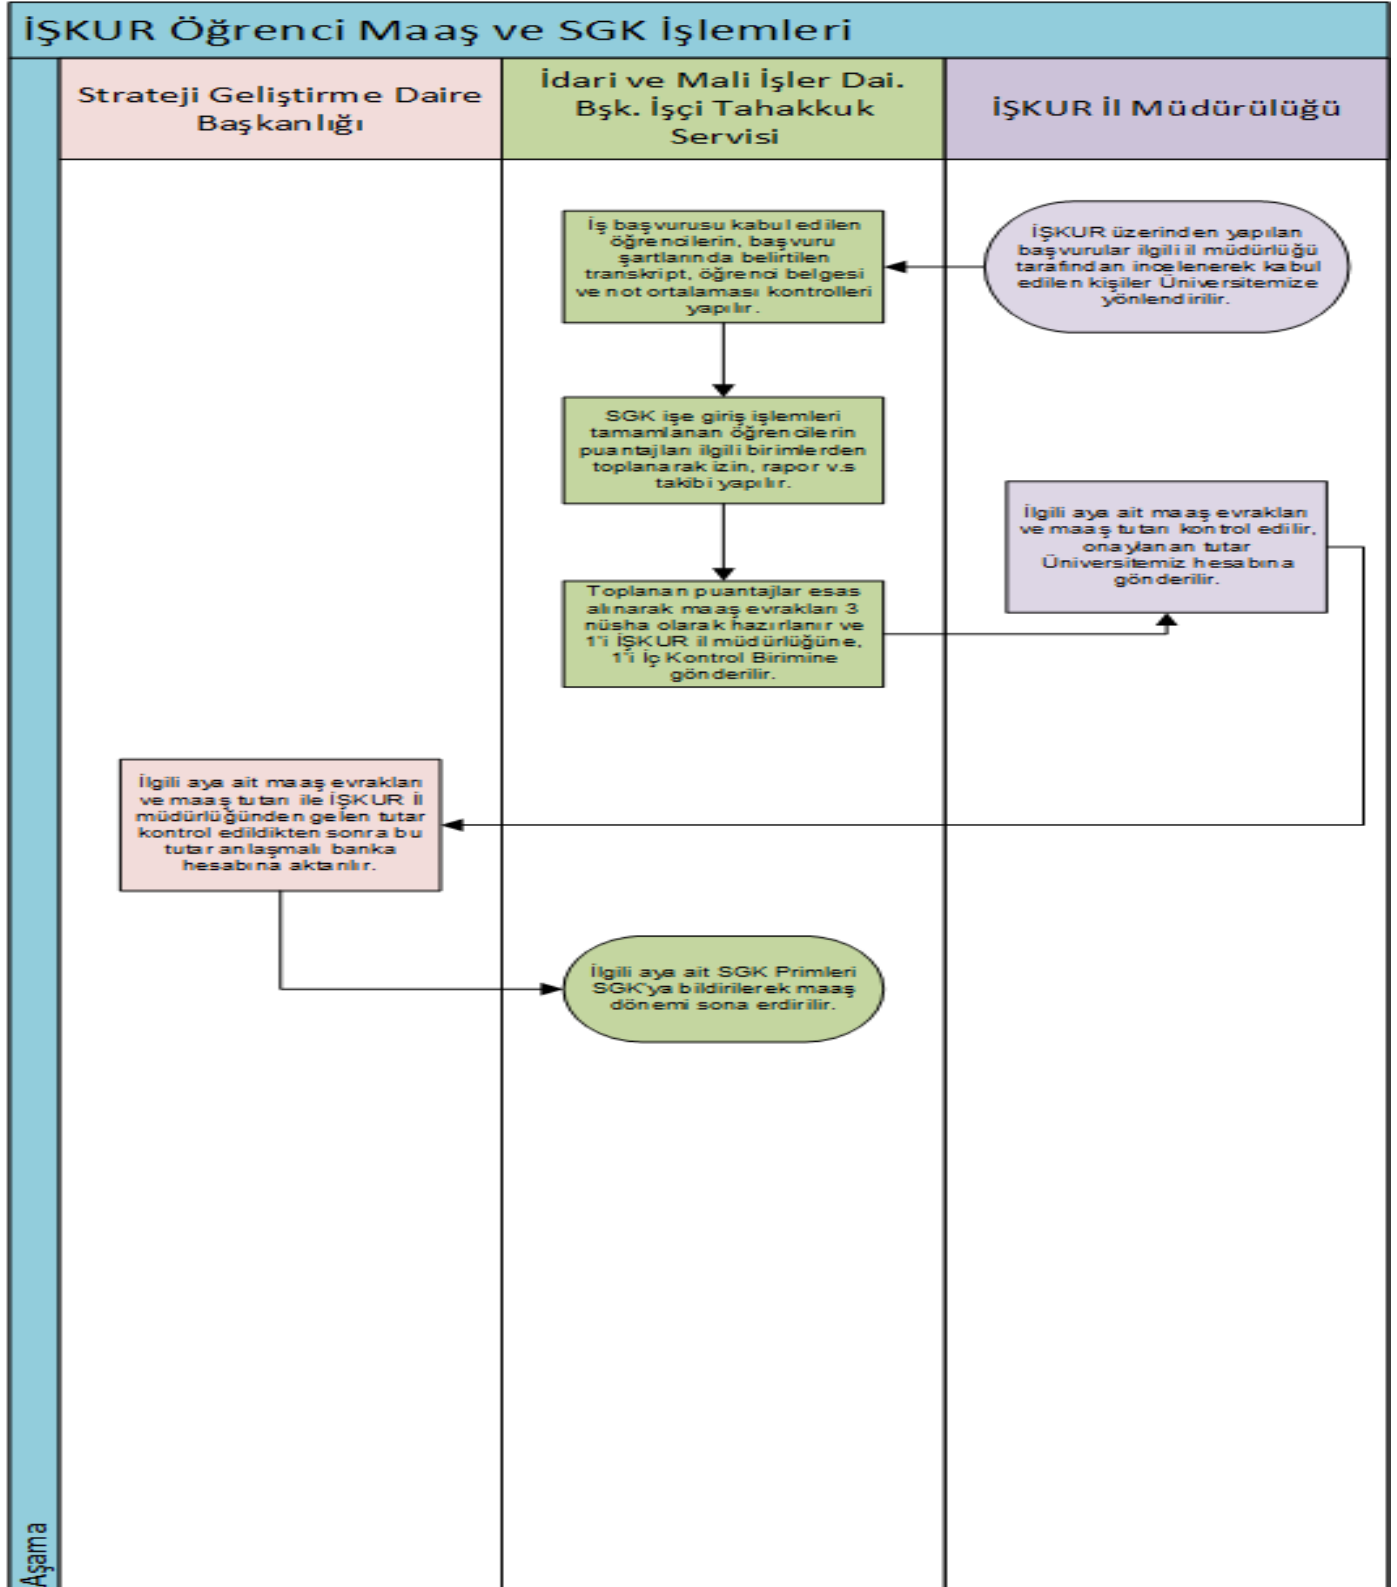 İŞKUR Öğrenci Maaş ve SGK İşlemleri
Strateji Geliştirme Daire
Başkanlığı
İdari ve Mali İşler Dai.
Bşk. İşçi Tahakkuk
Servisi
İŞKUR İl Müdürülüğü
İŞKUR üzerinden yapılan
başvurular ilgili il müdürlüğü
tarafından incelenerek kabul
edilen kişiler Üniversitemize
yönlendirilir.
İş başvurusu kabul edilen
öğrencilerin, başvuru
şartlarında belirtilen
transkript, öğrenci belgesi
ve not ortalaması kontrolleri
yapılır.
SGK işe giriş işlemleri
tamamlanan öğrencilerin
puantajları ilgili birimlerden
toplanarak izin, rapor v.s
takibi yapılır.
Toplanan puantajlar esas
alınarak maaş evrakları 3
nüsha olarak hazırlanır ve
1'i İŞKUR il müdürlüğüne,
1'i İç Kontrol Birimine
gönderilir.
İlgili aya ait maaş evrakları
ve maaş tutarı kontrol edilir,
onaylanan tutar
Üniversitemiz hesabına
gönderilir.
İlgili aya ait maaş evrakları
ve maaş tutarı ile İŞKUR İl
müdürlüğünden gelen tutar
kontrol edildikten sonra bu
tutar anlaşmalı banka
hesabına aktarılır.
İlgili aya ait SGK Primleri
SGK'ya bildirilerek maaş
dönemi sona erdirilir.
Aşama